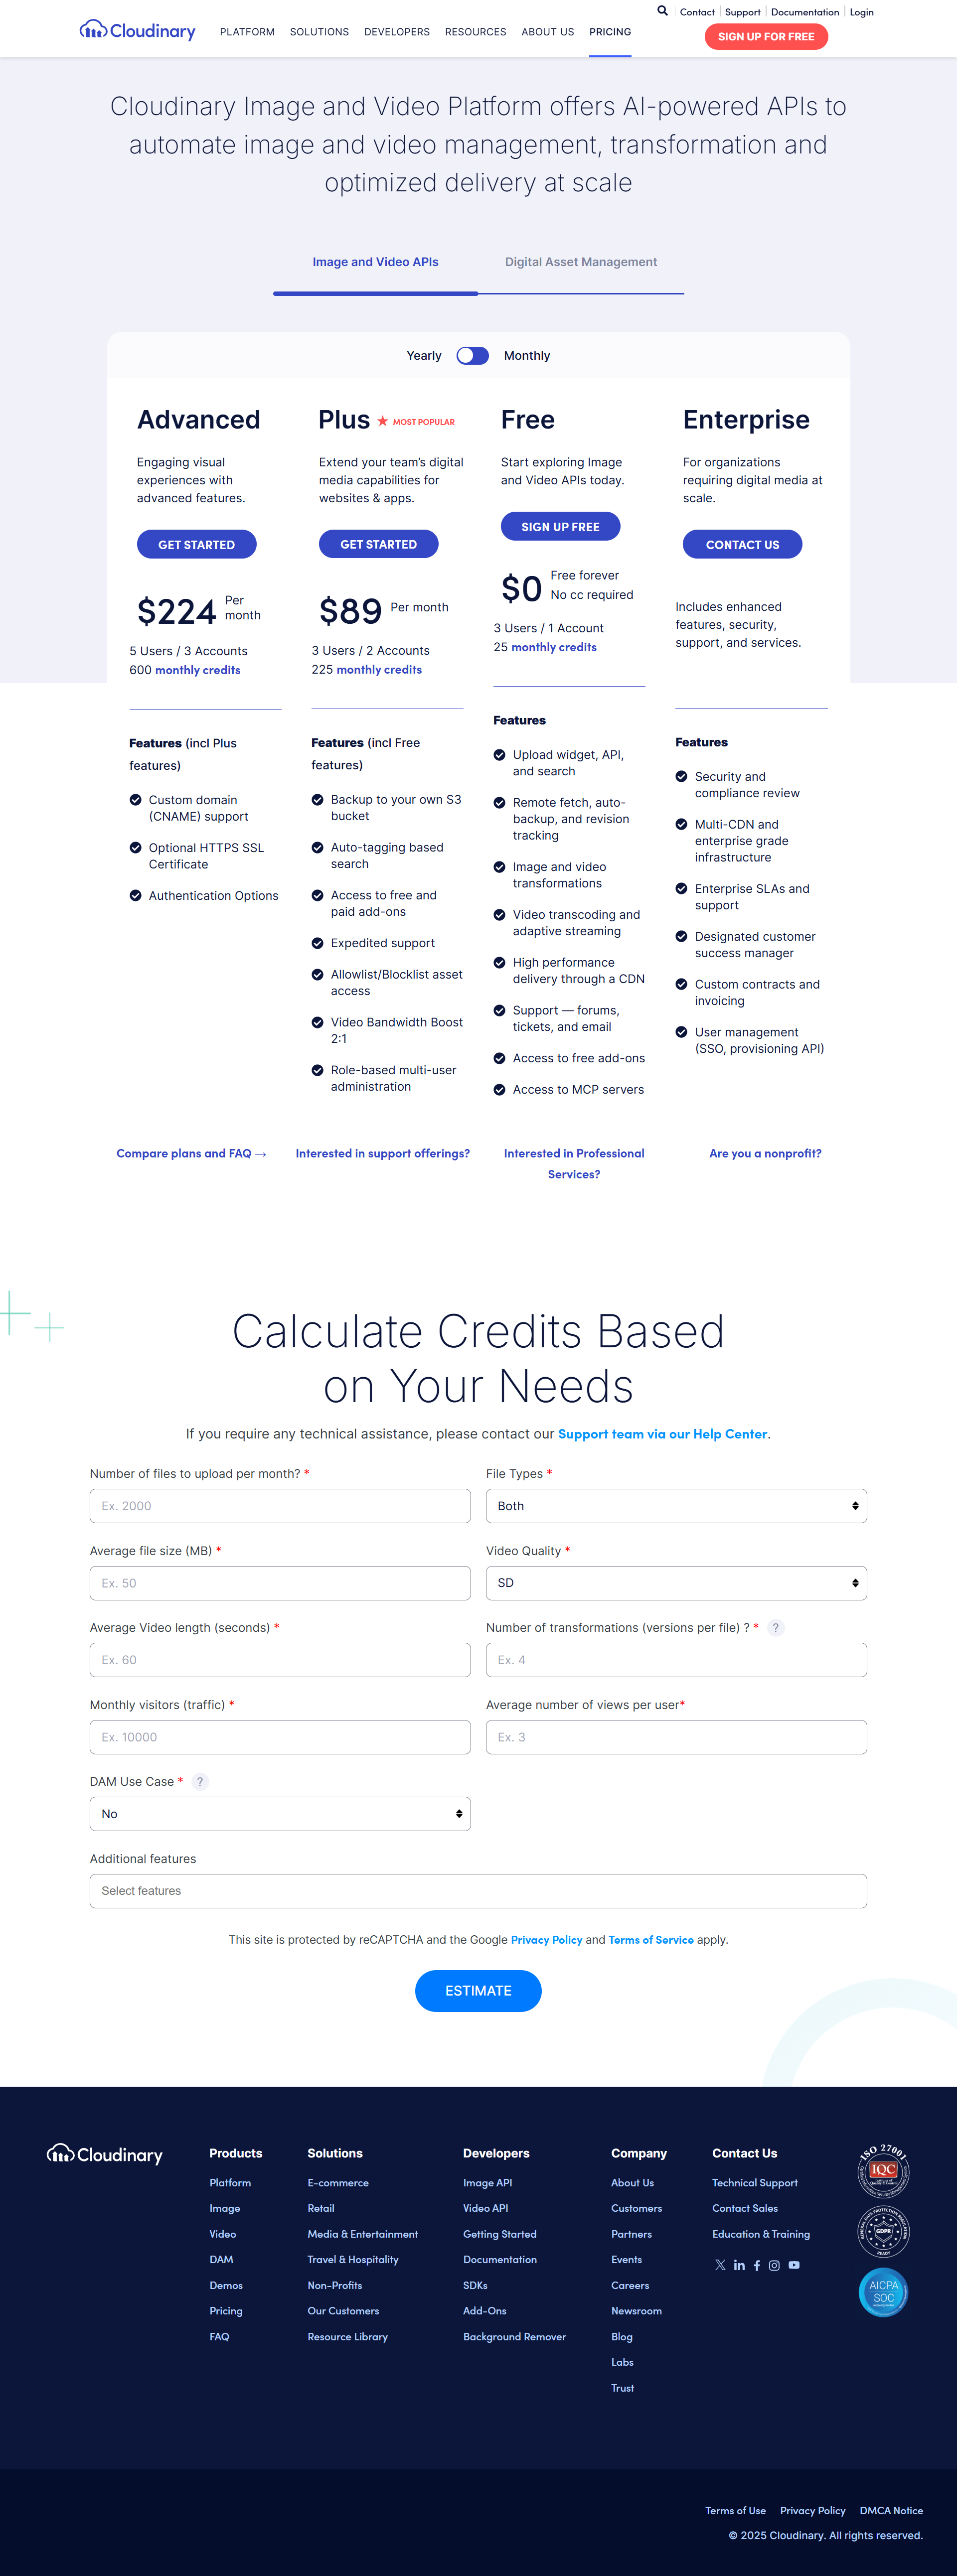 Contact
Support
Documentation
Login
Cloudinary
PLATFORM
SOLUTIONS
DEVELOPERS
RESOURCES
ABOUT US
PRICING
SIGN UP FOR FREE
Cloudinary Image and Video Platform offers AI-powered APIs to
automate image and video management, transformation and
optimized delivery at scale
Image and Video APIs
Digital Asset Management
Yearly
Monthly
Advanced
Engaging visual
experiences with
advanced features.
GET STARTED
$224
Per
month
5 Users / 3 Accounts
600 monthly credits
Features (incl Plus
features)
Custom domain
(CNAME) support
Optional HTTPS SSL
Certificate
Authentication Options
Plus
MOST POPULAR
Extend your team's digital
media capabilities for
websites & apps.
GET STARTED
$89
Per month
3 Users / 2 Accounts
225 monthly credits
Features (incl Free
features)
Backup to your own S3
bucket
Auto-tagging based
search
Access to free and
paid add-ons
Expedited support
Allowlist/Blocklist asset
access
Video Bandwidth Boost
2:1
Role-based multi-user
administration
Free
Start exploring Image
and Video APIs today.
SIGN UP FREE
$0
Free forever
No cc required
3 Users / 1 Account
25 monthly credits
Features
Upload widget, API,
and search
Remote fetch, auto-
backup, and revision
tracking
Image and video
transformations
Video transcoding and
adaptive streaming
High performance
delivery through a CDN
Support — forums,
tickets, and email
Access to free add-ons
Access to MCP servers
Enterprise
For organizations
requiring digital media at
scale.
CONTACT US
Includes enhanced
features, security,
support, and services.
Features
Security and
compliance review
Multi-CDN and
enterprise grade
infrastructure
Enterprise SLAs and
support
Designated customer
success manager
Custom contracts and
invoicing
User management
(SSO, provisioning API)
Compare plans and FAQ →
Interested in support offerings?
Interested in Professional
Services?
Are you a nonprofit?
Calculate Credits Based
on Your Needs
If you require any technical assistance, please contact our Support team via our Help Center.
Number of files to upload per month? *
Ex. 2000
File Types *
Both
Average file size (MB) *
Ex. 50
Video Quality *
SD
Average Video length (seconds) *
Ex. 60
Number of transformations (versions per file) ? * ?
Ex. 4
Monthly visitors (traffic) *
Ex. 10000
Average number of views per user*
Ex. 3
DAM Use Case * ?
No
Additional features
Select features
This site is protected by reCAPTCHA and the Google Privacy Policy and Terms of Service apply.
ESTIMATE
Cloudinary
Products
Platform
Image
Video
DAM
Demos
Pricing
FAQ
Solutions
E-commerce
Retail
Media & Entertainment
Travel & Hospitality
Non-Profits
Our Customers
Resource Library
Developers
Image API
Video API
Getting Started
Documentation
SDKs
Add-Ons
Background Remover
Company
About Us
Customers
Partners
Events
Careers
Newsroom
Blog
Labs
Trust
Contact Us
Technical Support
Contact Sales
Education & Training
ISO 27001
IQC
GDPR
READY
AICPA
SOC
Terms of Use
Privacy Policy
DMCA Notice
© 2025 Cloudinary. All rights reserved.